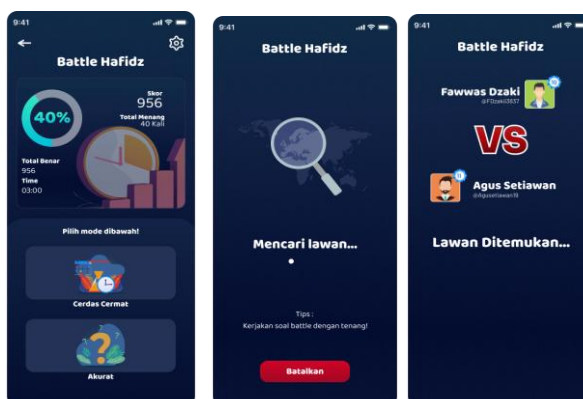 9:41
Battle Hafidz
40%
Skor
956
Total Menang
40 Kali
Total Benar
956
Time
03:00
Pilih mode dibawah!
Cerdas Cermat
Akurat
9:41
Battle Hafidz
Mencari lawan...
Tips :
Kerjakan soal battle dengan tenang!
Batalkan
9:41
Battle Hafidz
Fawwas Dzaki
VS
Agus Setiawan
@Agusetiawan19
Lawan Ditemukan...